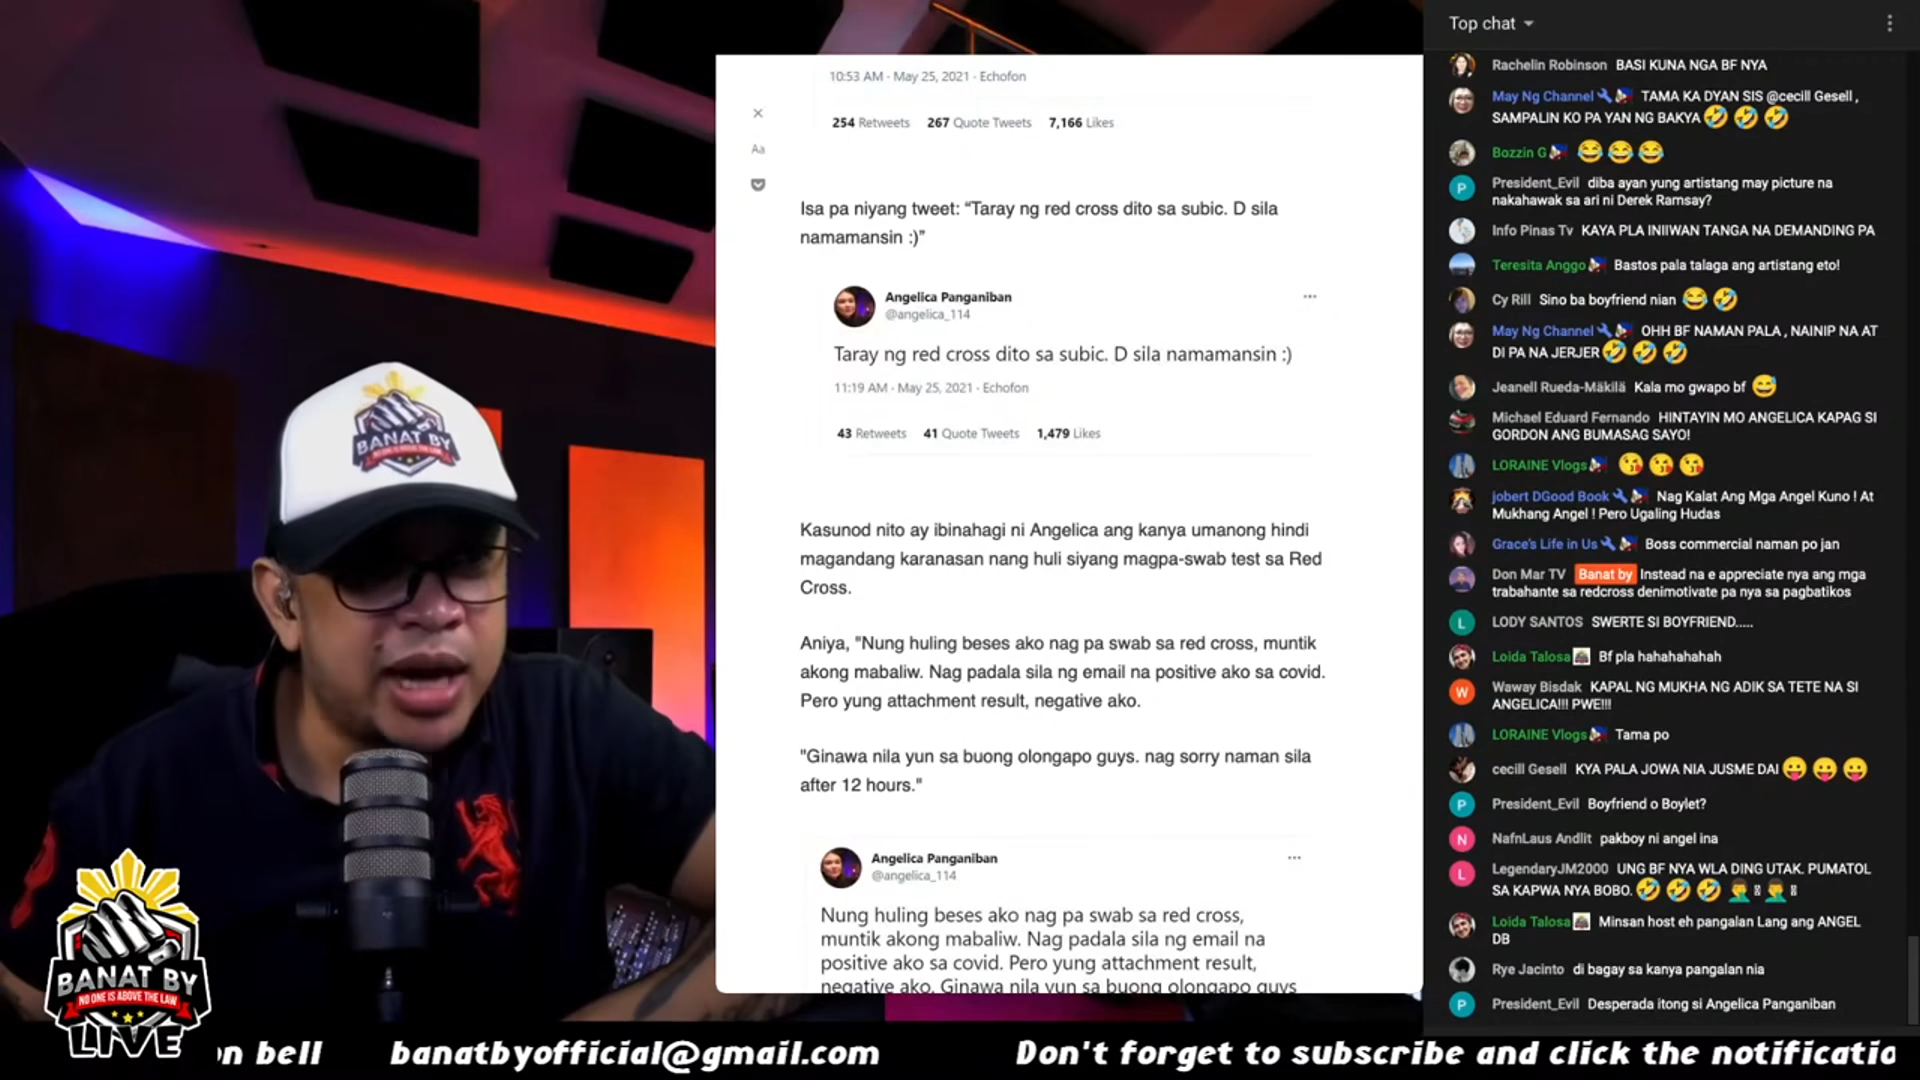 10:53 AM · May 25, 2021 · Echofon
254 Retweets 267 Quote Tweets 7,166 Likes
Aa
Isa pa niyang tweet: “Taray ng red cross dito sa subic. D sila
namamansin :)”
Angelica Panganiban
@angelica_114
Taray ng red cross dito sa subic. D sila namamansin :)
11:19 AM · May 25, 2021 · Echofon
43 Retweets 41 Quote Tweets 1,479 Likes
Kasunod nito ay ibinahagi ni Angelica ang kanya umanong hindi
magandang karanasan nang huli siyang magpa-swab test sa Red
Cross.
Aniya, "Nung huling beses ako nag pa swab sa red cross, muntik
akong mabaliw. Nag padala sila ng email na positive ako sa covid.
Pero yung attachment result, negative ako.
"Ginawa nila yun sa buong olongapo guys. nag sorry naman sila
after 12 hours."
Angelica Panganiban
@angelica_114
Nung huling beses ako nag pa swab sa red cross,
muntik akong mabaliw. Nag padala sila ng email na
positive ako sa covid. Pero yung attachment result,
negative ako. Ginawa nila yun sa buong olongapo guys
Top chat
Rachelin Robinson BASI KUNA NGA BF NYA
May Ng Channel TAMA KA DYAN SIS @cecill Gesell ,
SAMPALIN KO PA YAN NG BAKYA 🤣 🤣 🤣
Bozzin G 😂 😂 😂
P
President_Evil diba ayan yung artistang may picture na
nakahawak sa ari ni Derek Ramsay?
Info Pinas Tv KAYA PLA INIIWAN TANGA NA DEMANDING PA
Teresita Anggo Bastos pala talaga ang artistang eto!
Cy Rill Sino ba boyfriend nian 😂 🤣
May Ng Channel OHH BF NAMAN PALA , NAINIP NA AT
DI PA NA JERJER 🤣 🤣 🤣
Jeanell Rueda-Mäkilä Kala mo gwapo bf 😅
Michael Eduard Fernando HINTAYIN MO ANGELICA KAPAG SI
GORDON ANG BUMASAG SAYO!
LORAINE Vlogs 😘 😘 😘
jobert DGood Book Nag Kalat Ang Mga Angel Kuno ! At
Mukhang Angel ! Pero Ugaling Hudas
Grace's Life in Us Boss commercial naman po jan
Don Mar TV Banat by Instead na e appreciate nya ang mga
trabahante sa redcross denimotivate pa nya sa pagbatikos
L
LODY SANTOS SWERTE SI BOYFRIEND.....
Loida Talosa Bf pla hahahahahah
W
Waway Bisdak KAPAL NG MUKHA NG ADIK SA TETE NA SI
ANGELICA!!! PWE!!!
LORAINE Vlogs Tama po
cecill Gesell KYA PALA JOWA NIA JUSME DAI 😛 😛 😛
P
President_Evil Boyfriend o Boylet?
N
NafnLaus Andlit pakboy ni angel ina
L
LegendaryJM2000 UNG BF NYA WLA DING UTAK. PUMATOL
SA KAPWA NYA BOBO. 🤣 🤣 🤣
Loida Talosa Minsan host eh pangalan Lang ang ANGEL
DB
Rye Jacinto di bagay sa kanya pangalan nia
P
President_Evil Desperada itong si Angelica Panganiban
BANAT BY
NO ONE IS ABOVE THE LAW
BANAT BY
NO ONE IS ABOVE THE LAW
LIVE
on bell banatbyofficial@gmail.com Don't forget to subscribe and click the notificatio